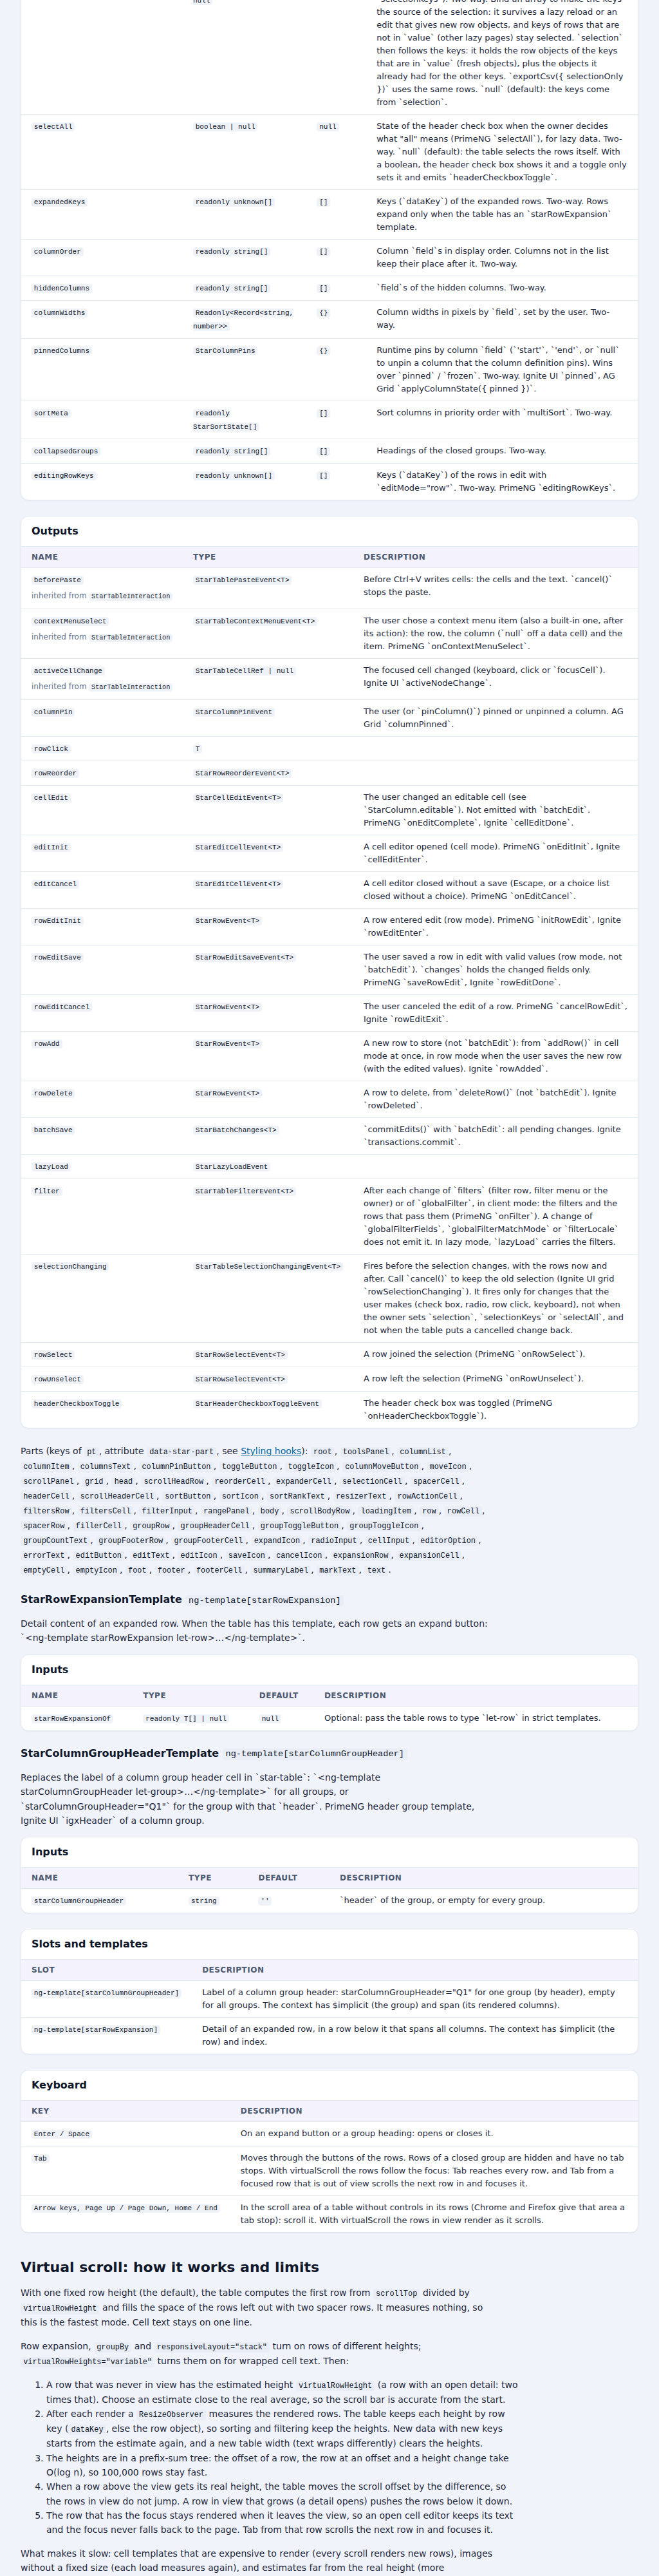 null
the source of the selection: it survives a lazy reload or an
edit that gives new row objects, and keys of rows that are
not in `value` (other lazy pages) stay selected. `selection`
then follows the keys: it holds the row objects of the keys
that are in `value` (fresh objects), plus the objects it
already had for the other keys. `exportCsv({ selectionOnly
})` uses the same rows. `null` (default): the keys come
from `selection`.
selectAll boolean | null null State of the header check box when the owner decides
what "all" means (PrimeNG `selectAll`), for lazy data. Two-
way. `null` (default): the table selects the rows itself. With
a boolean, the header check box shows it and a toggle only
sets it and emits `headerCheckboxToggle`.
expandedKeys readonly unknown[] [] Keys (`dataKey`) of the expanded rows. Two-way. Rows
expand only when the table has an `starRowExpansion`
template.
columnOrder readonly string[] [] Column `field`s in display order. Columns not in the list
keep their place after it. Two-way.
hiddenColumns readonly string[] [] `field`s of the hidden columns. Two-way.
columnWidths Readonly<Record<string, {} Column widths in pixels by `field`, set by the user. Two-
number>> way.
pinnedColumns StarColumnPins {} Runtime pins by column `field` (`'start'`, `'end'`, or `null`
to unpin a column that the column definition pins). Wins
over `pinned` / `frozen`. Two-way. Ignite UI `pinned`, AG
Grid `applyColumnState({ pinned })`.
sortMeta readonly [] Sort columns in priority order with `multiSort`. Two-way.
StarSortState[]
collapsedGroups readonly string[] [] Headings of the closed groups. Two-way.
editingRowKeys readonly unknown[] [] Keys (`dataKey`) of the rows in edit with
`editMode="row"`. Two-way. PrimeNG `editingRowKeys`.
Outputs
NAME TYPE DESCRIPTION
beforePaste StarTablePasteEvent<T> Before Ctrl+V writes cells: the cells and the text. `cancel()`
inherited from StarTableInteraction stops the paste.
contextMenuSelect StarTableContextMenuEvent<T> The user chose a context menu item (also a built-in one, after
inherited from StarTableInteraction its action): the row, the column (`null` off a data cell) and the
item. PrimeNG `onContextMenuSelect`.
activeCellChange StarTableCellRef | null The focused cell changed (keyboard, click or `focusCell`).
inherited from StarTableInteraction Ignite UI `activeNodeChange`.
columnPin StarColumnPinEvent The user (or `pinColumn()`) pinned or unpinned a column. AG
Grid `columnPinned`.
rowClick T
rowReorder StarRowReorderEvent<T>
cellEdit StarCellEditEvent<T> The user changed an editable cell (see
`StarColumn.editable`). Not emitted with `batchEdit`.
PrimeNG `onEditComplete`, Ignite `cellEditDone`.
editInit StarEditCellEvent<T> A cell editor opened (cell mode). PrimeNG `onEditInit`, Ignite
`cellEditEnter`.
editCancel StarEditCellEvent<T> A cell editor closed without a save (Escape, or a choice list
closed without a choice). PrimeNG `onEditCancel`.
rowEditInit StarRowEvent<T> A row entered edit (row mode). PrimeNG `initRowEdit`, Ignite
`rowEditEnter`.
rowEditSave StarRowEditSaveEvent<T> The user saved a row in edit with valid values (row mode, not
`batchEdit`). `changes` holds the changed fields only.
PrimeNG `saveRowEdit`, Ignite `rowEditDone`.
rowEditCancel StarRowEvent<T> The user canceled the edit of a row. PrimeNG `cancelRowEdit`,
Ignite `rowEditExit`.
rowAdd StarRowEvent<T> A new row to store (not `batchEdit`): from `addRow()` in cell
mode at once, in row mode when the user saves the new row
(with the edited values). Ignite `rowAdded`.
rowDelete StarRowEvent<T> A row to delete, from `deleteRow()` (not `batchEdit`). Ignite
`rowDeleted`.
batchSave StarBatchChanges<T> `commitEdits()` with `batchEdit`: all pending changes. Ignite
`transactions.commit`.
lazyLoad StarLazyLoadEvent
filter StarTableFilterEvent<T> After each change of `filters` (filter row, filter menu or the
owner) or of `globalFilter`, in client mode: the filters and the
rows that pass them (PrimeNG `onFilter`). A change of
`globalFilterFields`, `globalFilterMatchMode` or `filterLocale`
does not emit it. In lazy mode, `lazyLoad` carries the filters.
selectionChanging StarTableSelectionChangingEvent<T> Fires before the selection changes, with the rows now and
after. Call `cancel()` to keep the old selection (Ignite UI grid
`rowSelectionChanging`). It fires only for changes that the
user makes (check box, radio, row click, keyboard), not when
the owner sets `selection`, `selectionKeys` or `selectAll`, and
not when the table puts a cancelled change back.
rowSelect StarRowSelectEvent<T> A row joined the selection (PrimeNG `onRowSelect`).
rowUnselect StarRowSelectEvent<T> A row left the selection (PrimeNG `onRowUnselect`).
headerCheckboxToggle StarHeaderCheckboxToggleEvent The header check box was toggled (PrimeNG
`onHeaderCheckboxToggle`).
Parts (keys of pt, attribute data-star-part, see Styling hooks): root, toolsPanel, columnList,
columnItem, columnsText, columnPinButton, toggleButton, toggleIcon, columnMoveButton, moveIcon,
scrollPanel, grid, head, scrollHeadRow, reorderCell, expanderCell, selectionCell, spacerCell,
headerCell, scrollHeaderCell, sortButton, sortIcon, sortRankText, resizerText, rowActionCell,
filtersRow, filtersCell, filterInput, rangePanel, body, scrollBodyRow, loadingItem, row, rowCell,
spacerRow, fillerCell, groupRow, groupHeaderCell, groupToggleButton, groupToggleIcon,
groupCountText, groupFooterRow, groupFooterCell, expandIcon, radioInput, cellInput, editorOption,
errorText, editButton, editText, editIcon, saveIcon, cancelIcon, expansionRow, expansionCell,
emptyCell, emptyIcon, foot, footer, footerCell, summaryLabel, markText, text.
StarRowExpansionTemplate ng-template[starRowExpansion]
Detail content of an expanded row. When the table has this template, each row gets an expand button:
`<ng-template starRowExpansion let-row>…</ng-template>`.
Inputs
NAME TYPE DEFAULT DESCRIPTION
starRowExpansionOf readonly T[] | null null Optional: pass the table rows to type `let-row` in strict templates.
StarColumnGroupHeaderTemplate ng-template[starColumnGroupHeader]
Replaces the label of a column group header cell in `star-table`: `<ng-template
starColumnGroupHeader let-group>…</ng-template>` for all groups, or
`starColumnGroupHeader="Q1"` for the group with that `header`. PrimeNG header group template,
Ignite UI `igxHeader` of a column group.
Inputs
NAME TYPE DEFAULT DESCRIPTION
starColumnGroupHeader string '' `header` of the group, or empty for every group.
Slots and templates
SLOT DESCRIPTION
ng-template[starColumnGroupHeader] Label of a column group header: starColumnGroupHeader="Q1" for one group (by header), empty
for all groups. The context has $implicit (the group) and span (its rendered columns).
ng-template[starRowExpansion] Detail of an expanded row, in a row below it that spans all columns. The context has $implicit (the
row) and index.
Keyboard
KEY DESCRIPTION
Enter / Space On an expand button or a group heading: opens or closes it.
Tab Moves through the buttons of the rows. Rows of a closed group are hidden and have no tab
stops. With virtualScroll the rows follow the focus: Tab reaches every row, and Tab from a
focused row that is out of view scrolls the next row in and focuses it.
Arrow keys, Page Up / Page Down, Home / End In the scroll area of a table without controls in its rows (Chrome and Firefox give that area a
tab stop): scroll it. With virtualScroll the rows in view render as it scrolls.
Virtual scroll: how it works and limits
With one fixed row height (the default), the table computes the first row from scrollTop divided by
virtualRowHeight and fills the space of the rows left out with two spacer rows. It measures nothing, so
this is the fastest mode. Cell text stays on one line.
Row expansion, groupBy and responsiveLayout="stack" turn on rows of different heights;
virtualRowHeights="variable" turns them on for wrapped cell text. Then:
1. A row that was never in view has the estimated height virtualRowHeight (a row with an open detail: two
times that). Choose an estimate close to the real average, so the scroll bar is accurate from the start.
2. After each render a ResizeObserver measures the rendered rows. The table keeps each height by row
key (dataKey, else the row object), so sorting and filtering keep the heights. New data with new keys
starts from the estimate again, and a new table width (text wraps differently) clears the heights.
3. The heights are in a prefix-sum tree: the offset of a row, the row at an offset and a height change take
O(log n), so 100,000 rows stay fast.
4. When a row above the view gets its real height, the table moves the scroll offset by the difference, so
the rows in view do not jump. A row in view that grows (a detail opens) pushes the rows below it down.
5. The row that has the focus stays rendered when it leaves the view, so an open cell editor keeps its text
and the focus never falls back to the page. Tab from that row scrolls the next row in and focuses it.
What makes it slow: cell templates that are expensive to render (every scroll renders new rows), images
without a fixed size (each load measures again), and estimates far from the real height (more